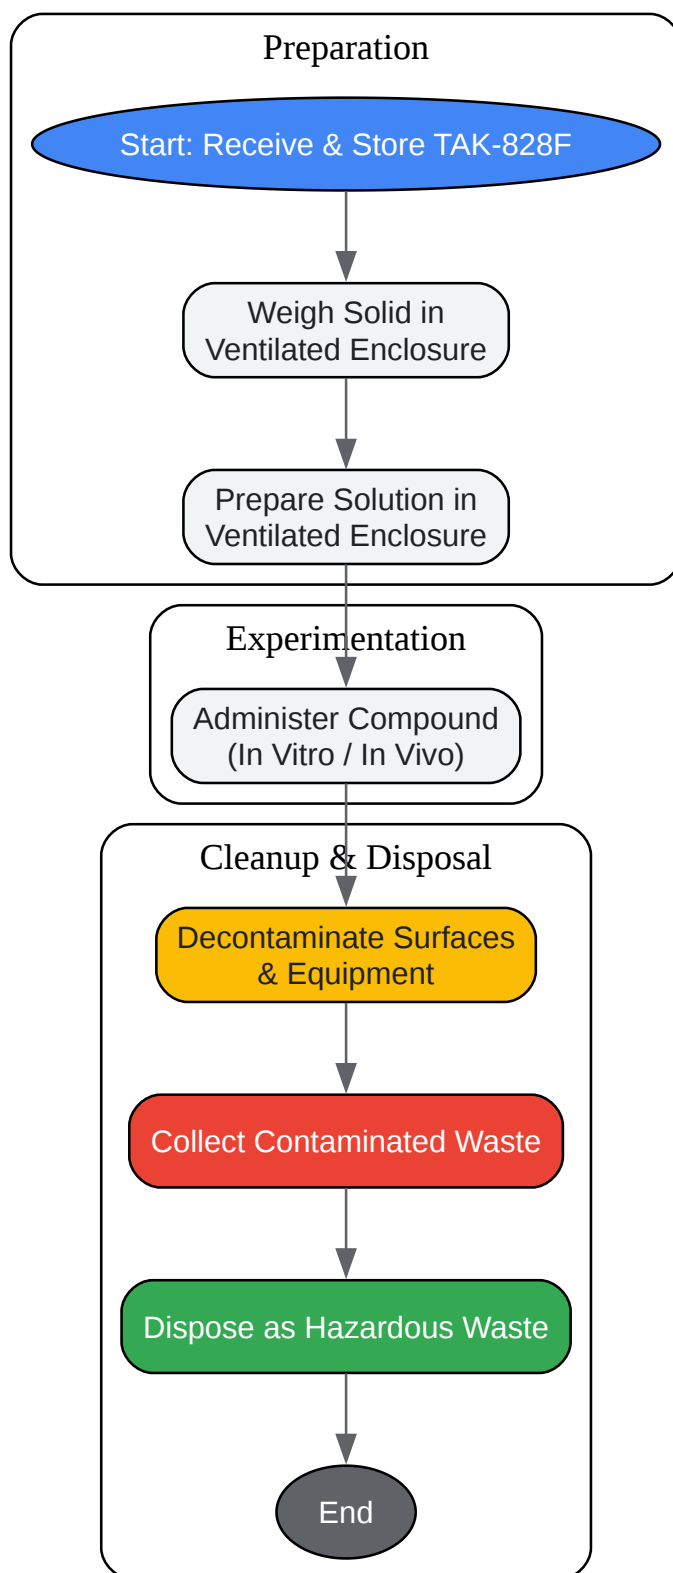 Preparation
Start: Receive & Store TAK-828F
Weigh Solid in
Ventilated Enclosure
Prepare Solution in
Ventilated Enclosure
Experimentation
Administer Compound
(In Vitro / In Vivo)
Cleanup & Disposal
Decontaminate Surfaces
& Equipment
Collect Contaminated Waste
Dispose as Hazardous Waste
End